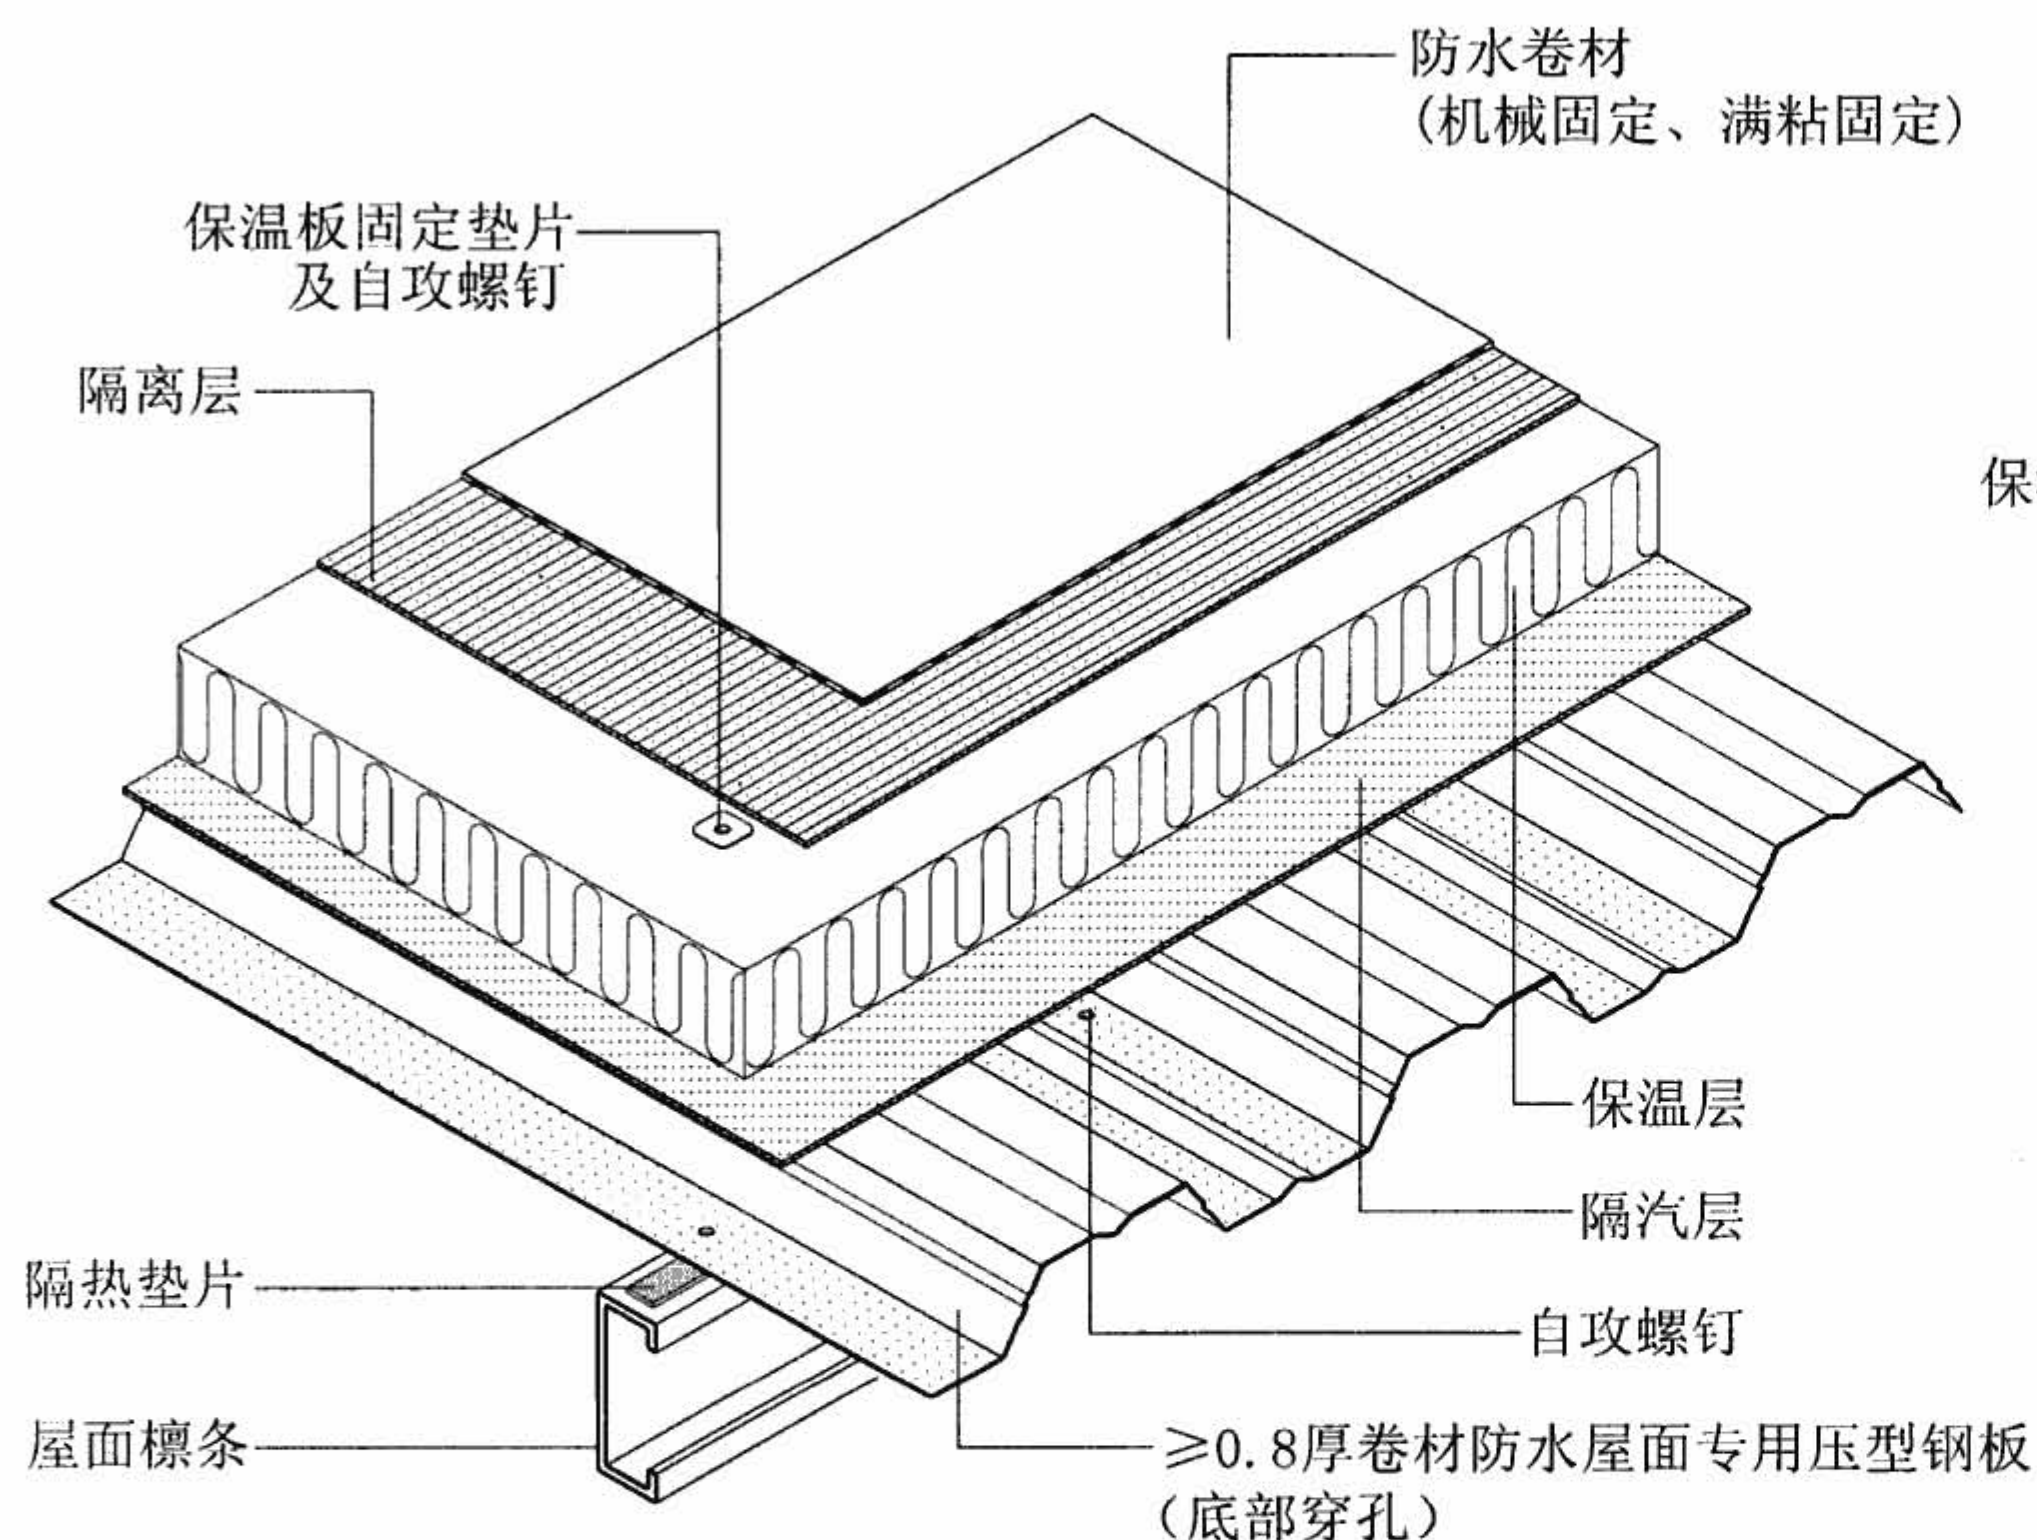 防水卷材
(机械固定、满粘固定)
保温板固定垫片
及自攻螺钉
隔离层
保
保温层
隔汽层
隔热垫片
自攻螺钉
屋面檩条
≥0.8厚卷材防水屋面专用压型钢板
(底部穿孔)